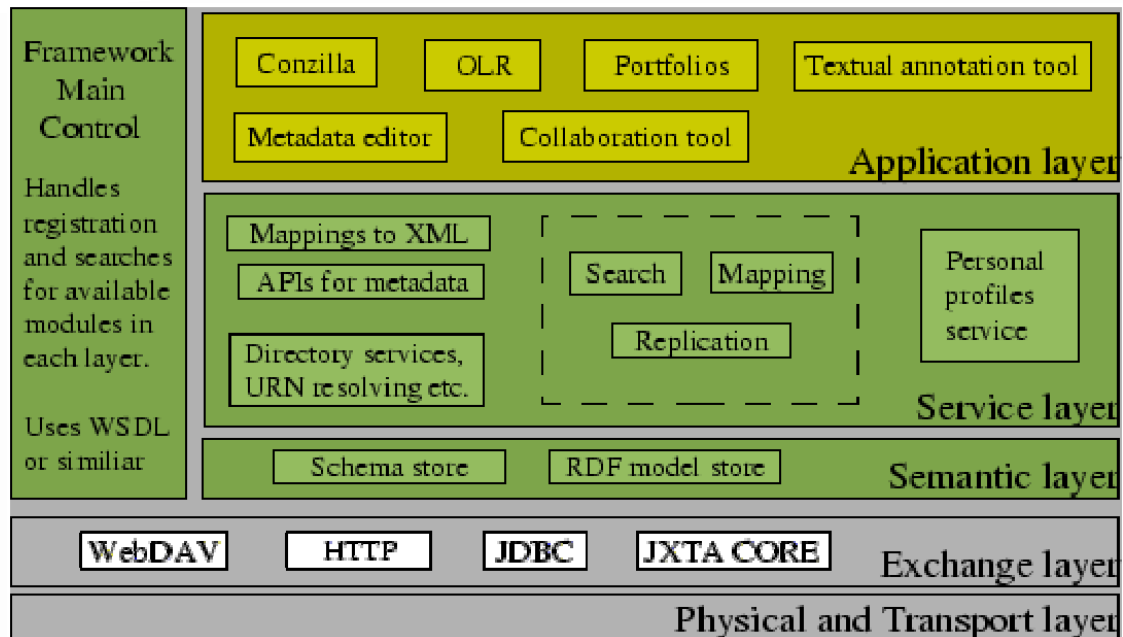 Framework
Main
Control
Handles
registration
and searches
for available
modules in
each layer.
Uses WSDL
or similiar
Conzilla
OLR
Portfolios
Textual annotation tool
Metadata editor
Collaboration tool
Application layer
Mappings to XML
APIs for metadata
Directory services,
URN resolving etc.
Search
Mapping
Replication
Personal
profiles
service
Service layer
Schema store
RDF model store
Semantic layer
WebDAV
HTTP
JDBC
JXTA CORE
Exchange layer
Physical and Transport layer